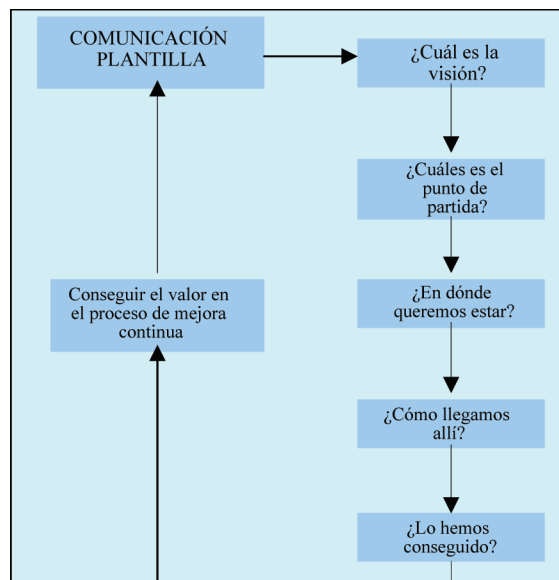 COMUNICACIÓN
PLANTILLA
¿Cuál es la
visión?
¿Cuáles es el
punto de
partida?
¿En dónde
queremos estar?
¿Cómo llegamos
allí?
¿Lo hemos
conseguido?
Conseguir el valor en
el proceso de mejora
continua